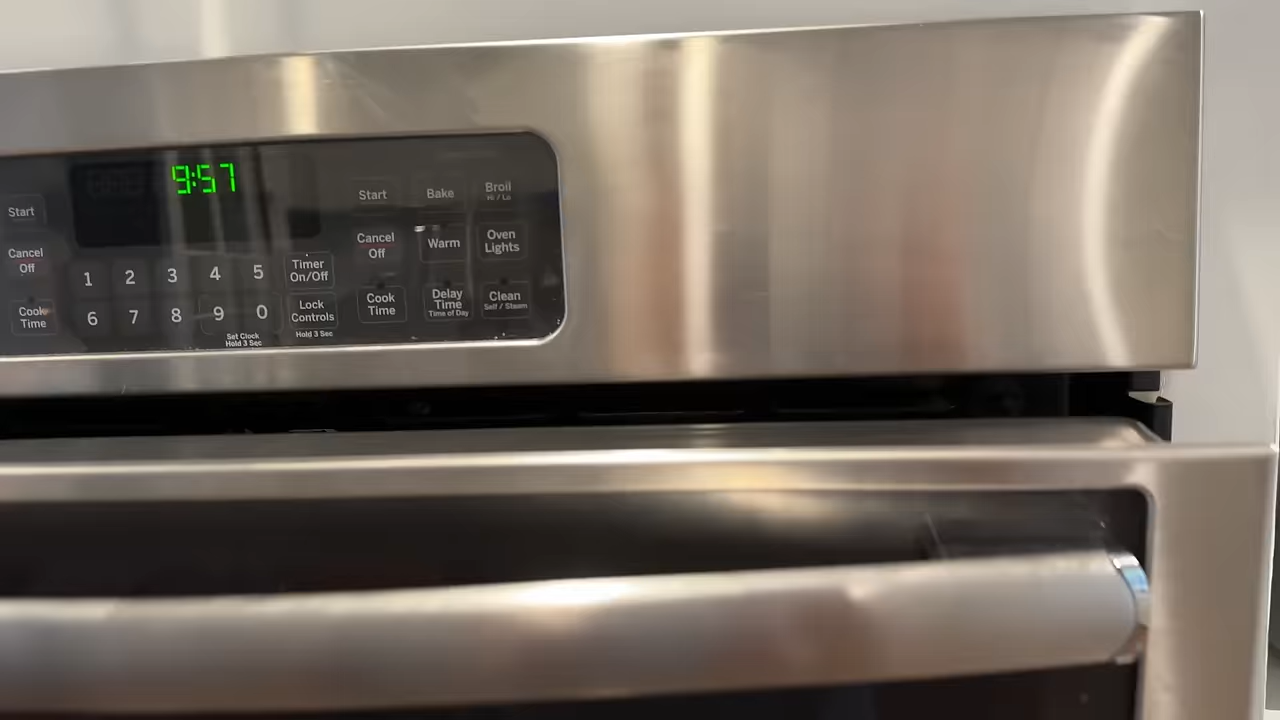 9:57
Start
Cancel
Off
Cook
Time
1 2 3 4 5
6 7 8 9 0
Set Clock
Hold 3 Sec
Timer
On/Off
Lock
Controls
Hold 3 Sec
Start
Bake
Broil
Hi / Lo
Cancel
Off
Warm
Oven
Lights
Cook
Time
Delay
Time
Time of Day
Clean
Self / Steam